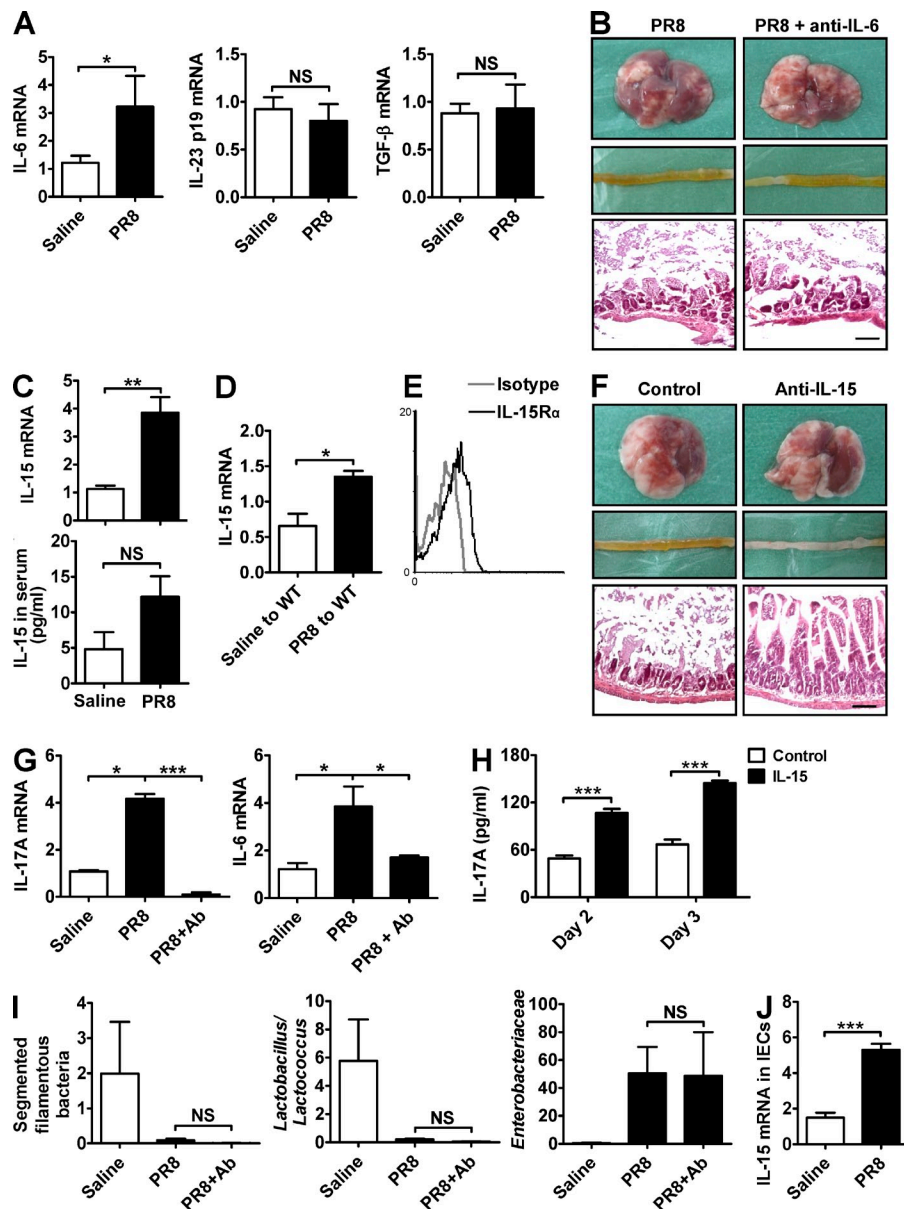 A
IL-6 mRNA
5
4
3
2
1
0
*
Saline
PR8
IL-23 p19 mRNA
1.5
1.0
0.5
0.0
NS
Saline
PR8
TGF-β mRNA
1.5
1.0
0.5
0.0
NS
Saline
PR8
B
PR8
PR8 + anti-IL-6
C
IL-15 mRNA
5
4
3
2
1
0
**
IL-15 in serum
(pg/ml)
20
15
10
5
0
NS
Saline
PR8
D
IL-15 mRNA
2.0
1.5
1.0
0.5
0.0
*
Saline to WT
PR8 to WT
E
Isotype
IL-15Rα
20
0
0
F
Control
Anti-IL-15
G
IL-17A mRNA
6
4
2
0
*
***
Saline
PR8
PR8+Ab
IL-6 mRNA
6
4
2
0
*
*
Saline
PR8
PR8 + Ab
H
IL-17A (pg/ml)
180
120
60
0
***
***
Control
IL-15
Day 2
Day 3
I
Segmented
filamentous
bacteria
4
3
2
1
0
NS
Saline
PR8
PR8+Ab
Lactobacillus/
Lactococcus
10
8
6
4
2
0
NS
Saline
PR8
PR8+Ab
Enterobacteriaceae
100
80
60
40
20
0
NS
Saline
PR8
PR8+Ab
J
IL-15 mRNA in IECs
6
4
2
0
***
Saline
PR8